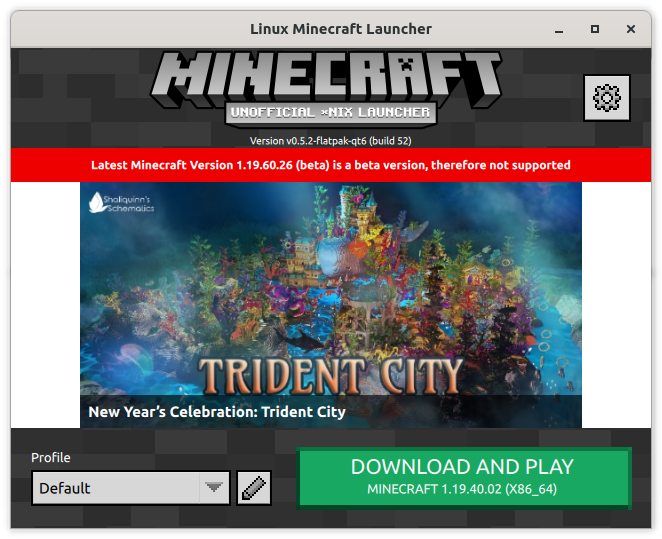 Linux Minecraft Launcher
MINECRAFT
UNOFFICIAL *NIX LAUNCHER
Version v0.5.2-flatpak-qt6 (build 52)
Latest Minecraft Version 1.19.60.26 (beta) is a beta version, therefore not supported
Shaliquinn's
Schematics
TRIDENT CITY
New Year’s Celebration: Trident City
Profile
Default
DOWNLOAD AND PLAY
MINECRAFT 1.19.40.02 (X86_64)